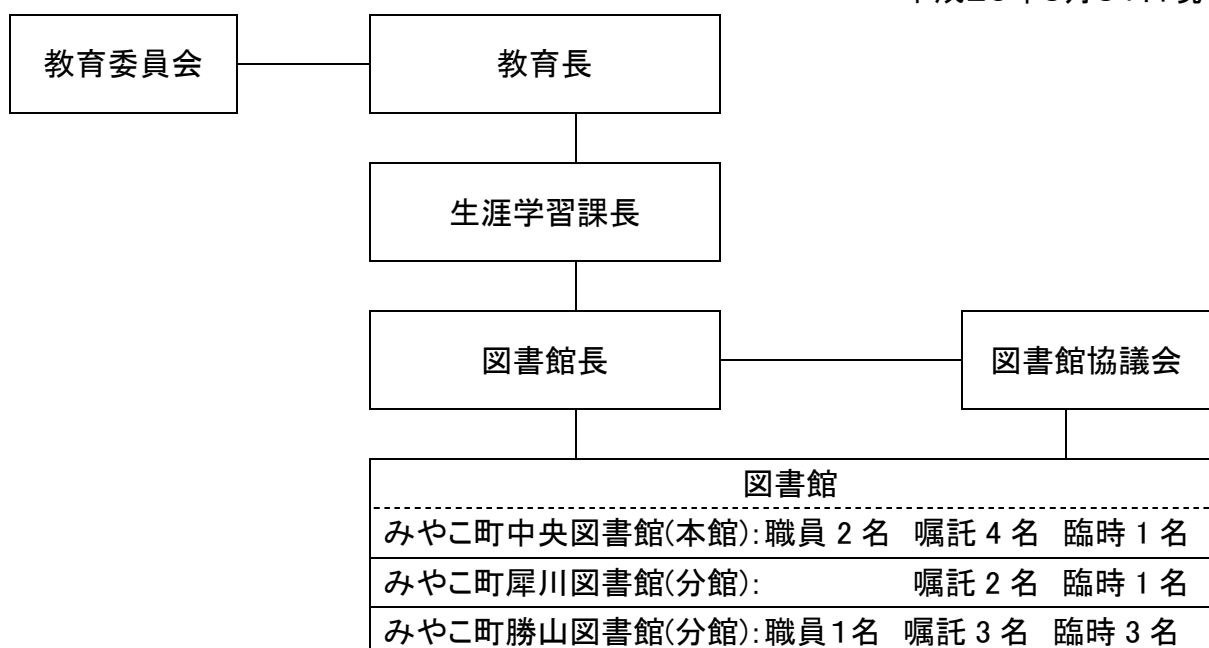 教育委員会
教育長
生涯学習課長
図書館長
図書館協議会
図書館
みやこ町中央図書館(本館):職員 2 名 嘱託 4 名 臨時 1 名
みやこ町犀川図書館(分館): 嘱託 2 名 臨時 1 名
みやこ町勝山図書館(分館):職員1名 嘱託 3 名 臨時 3 名